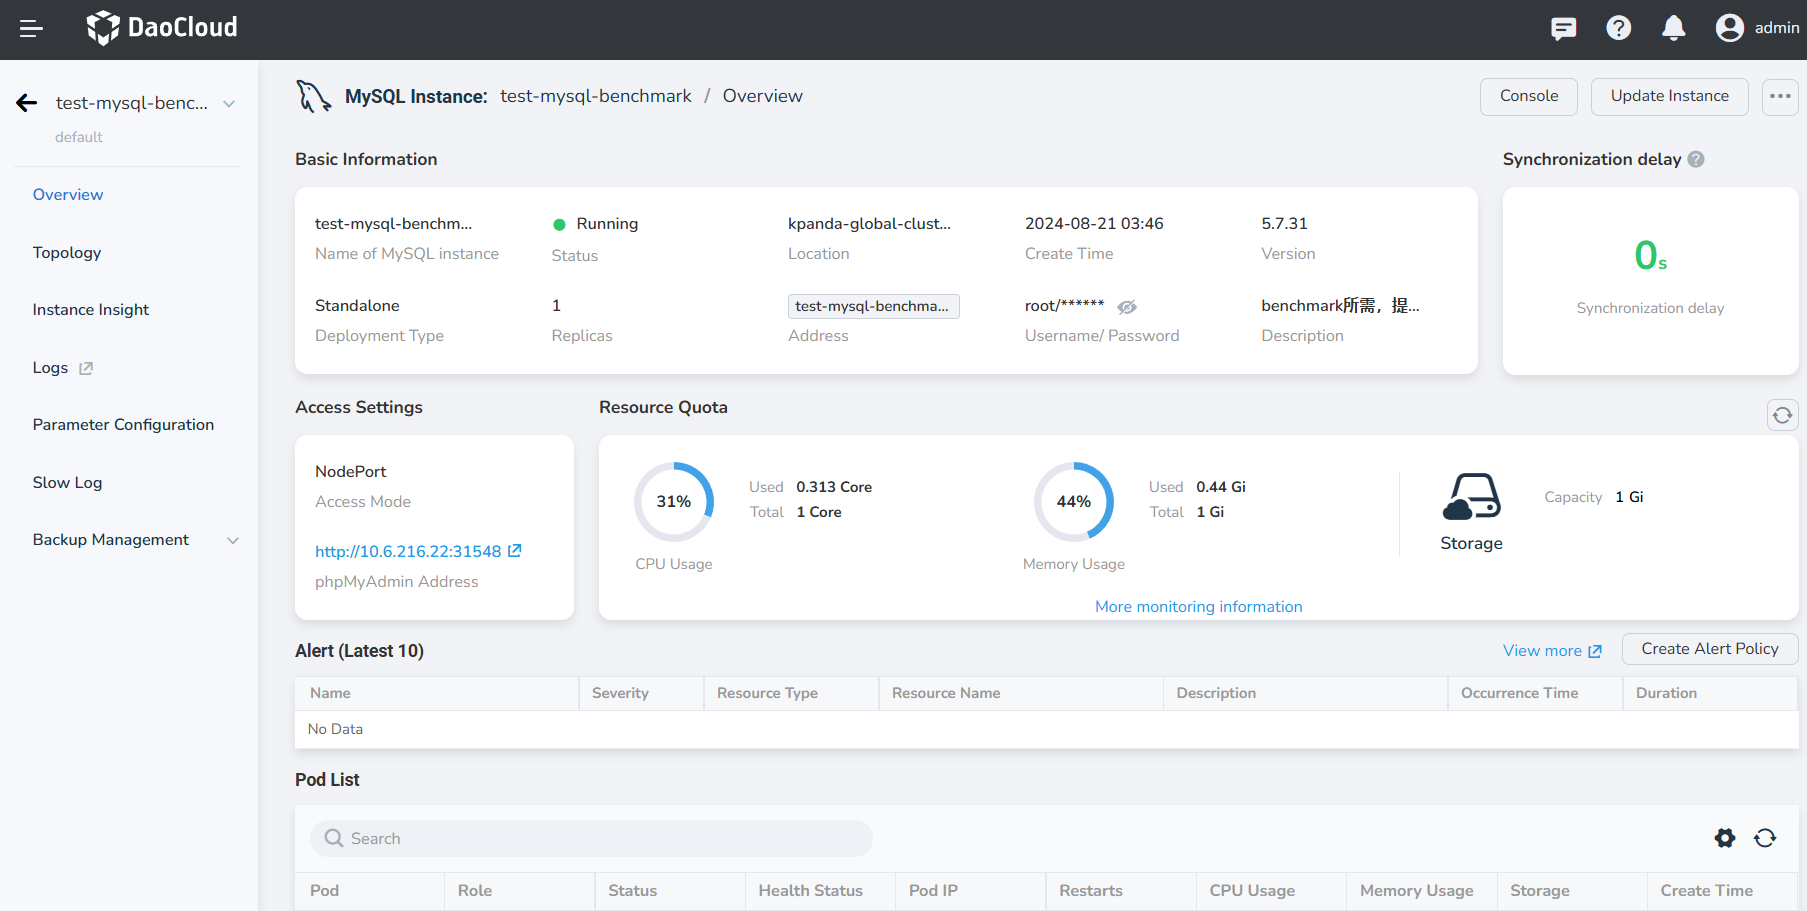 DaoCloud
admin
test-mysql-benc...
default
Overview
Topology
Instance Insight
Logs
Parameter Configuration
Slow Log
Backup Management
MySQL Instance: test-mysql-benchmark / Overview
Console
Update Instance
Basic Information
test-mysql-benchm...
Name of MySQL instance
Running
Status
kpanda-global-clust...
Location
2024-08-21 03:46
Create Time
5.7.31
Version
Standalone
Deployment Type
1
Replicas
test-mysql-benchma...
Address
root/******
Username/ Password
benchmark所需，提...
Description
Synchronization delay
0s
Synchronization delay
Access Settings
NodePort
Access Mode
http://10.6.216.22:31548
phpMyAdmin Address
Resource Quota
31%
CPU Usage
Used 0.313 Core
Total 1 Core
44%
Memory Usage
Used 0.44 Gi
Total 1 Gi
Storage
Capacity 1 Gi
More monitoring information
Alert (Latest 10)
View more
Create Alert Policy
Name Severity Resource Type Resource Name Description Occurrence Time Duration
No Data
Pod List
Search
Pod Role Status Health Status Pod IP Restarts CPU Usage Memory Usage Storage Create Time